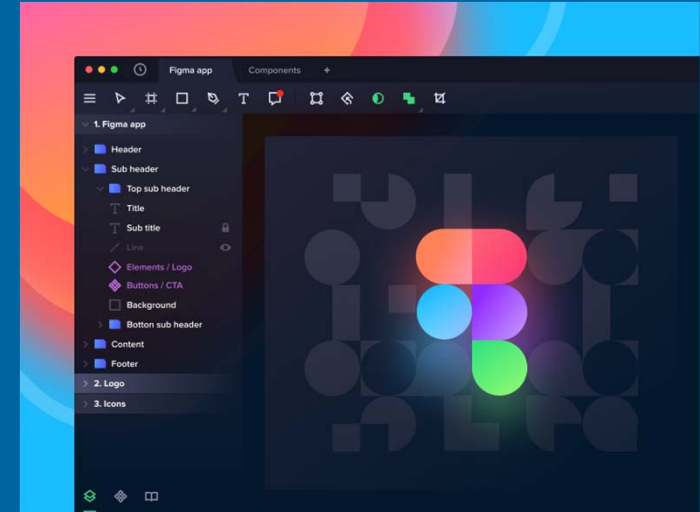 Figma app
Components
+
T
1. Figma app
Header
Sub header
Top sub header
T Title
T Sub title
Line
Elements / Logo
Buttons / CTA
Background
Botton sub header
Content
Footer
2. Logo
3. Icons